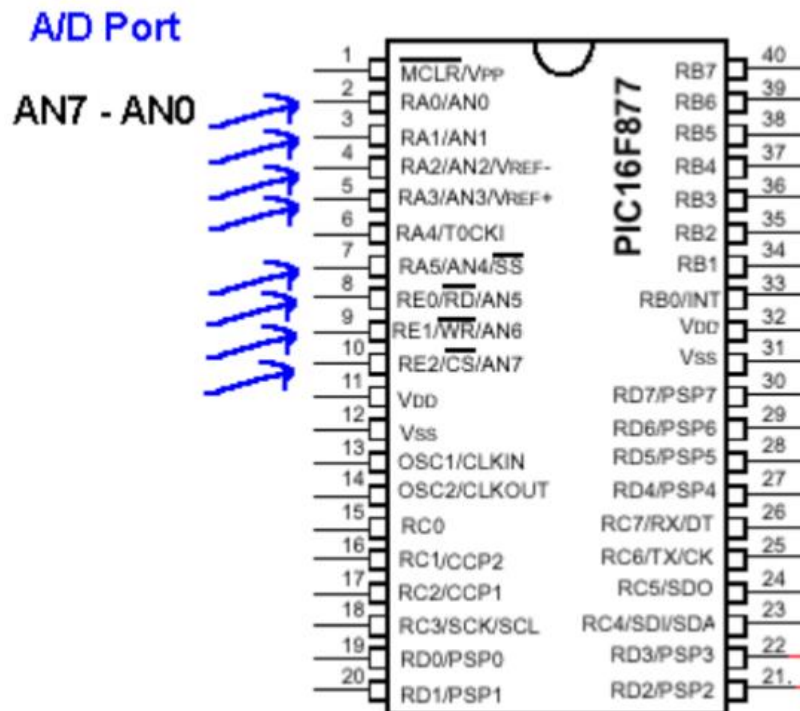 A/D Port
AN7 - AN0
PIC16F877
1 MCLR/VPP
2 RA0/AN0
3 RA1/AN1
4 RA2/AN2/VREF-
5 RA3/AN3/VREF+
6 RA4/T0CKI
7 RA5/AN4/SS
8 RE0/RD/AN5
9 RE1/WR/AN6
10 RE2/CS/AN7
11 VDD
12 VSS
13 OSC1/CLKIN
14 OSC2/CLKOUT
15 RC0
16 RC1/CCP2
17 RC2/CCP1
18 RC3/SCK/SCL
19 RD0/PSP0
20 RD1/PSP1
RB7 40
RB6 39
RB5 38
RB4 37
RB3 36
RB2 35
RB1 34
RB0/INT 33
VDD 32
VSS 31
RD7/PSP7 30
RD6/PSP6 29
RD5/PSP5 28
RD4/PSP4 27
RC7/RX/DT 26
RC6/TX/CK 25
RC5/SDO 24
RC4/SDI/SDA 23
RD3/PSP3 22
RD2/PSP2 21.